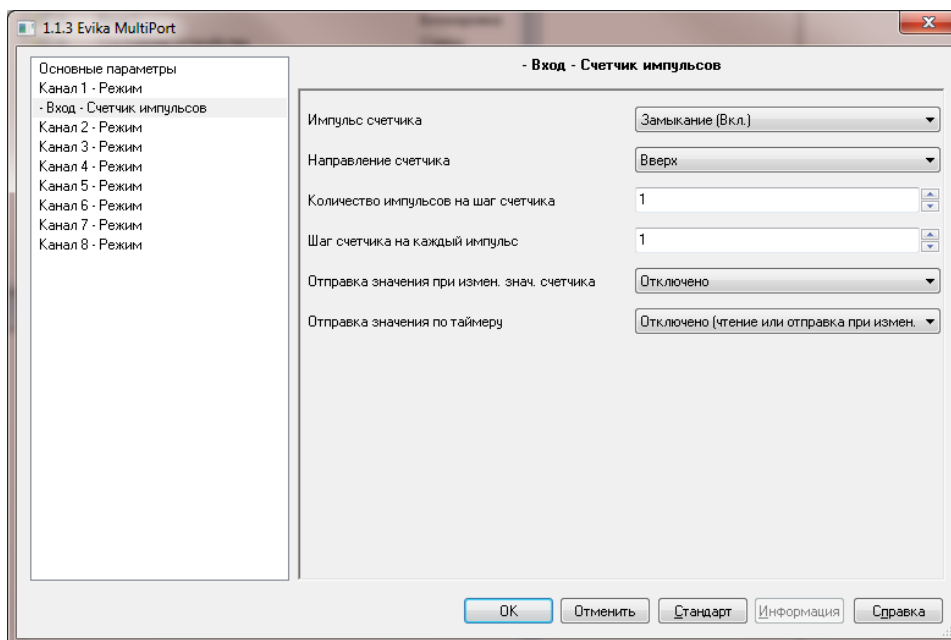 1.1.3 Evika MultiPort
Основные параметры
Канал 1 - Режим
- Вход - Счетчик импульсов
Канал 2 - Режим
Канал 3 - Режим
Канал 4 - Режим
Канал 5 - Режим
Канал 6 - Режим
Канал 7 - Режим
Канал 8 - Режим
- Вход - Счетчик импульсов
Импульс счетчика Замыкание (Вкл.)
Направление счетчика Вверх
Количество импульсов на шаг счетчика 1
Шаг счетчика на каждый импульс 1
Отправка значения при измен. знач. счетчика Отключено
Отправка значения по таймеру Отключено (чтение или отправка при измен.
OK Отменить Стандарт Информация Справка